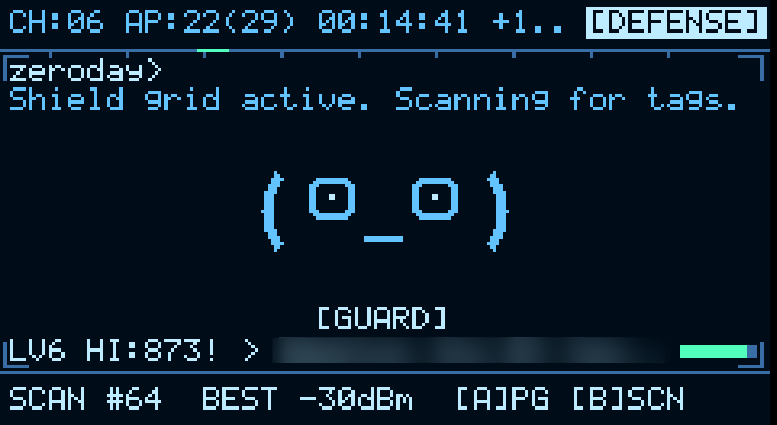 CH:06 AP:22(29) 00:14:41 +1.. [DEFENSE]
zeroday>
Shield grid active. Scanning for tags.
(⊙_⊙)
[GUARD]
LV6 HI:873! >
SCAN #64 BEST -30dBm [A]PG [B]SCN